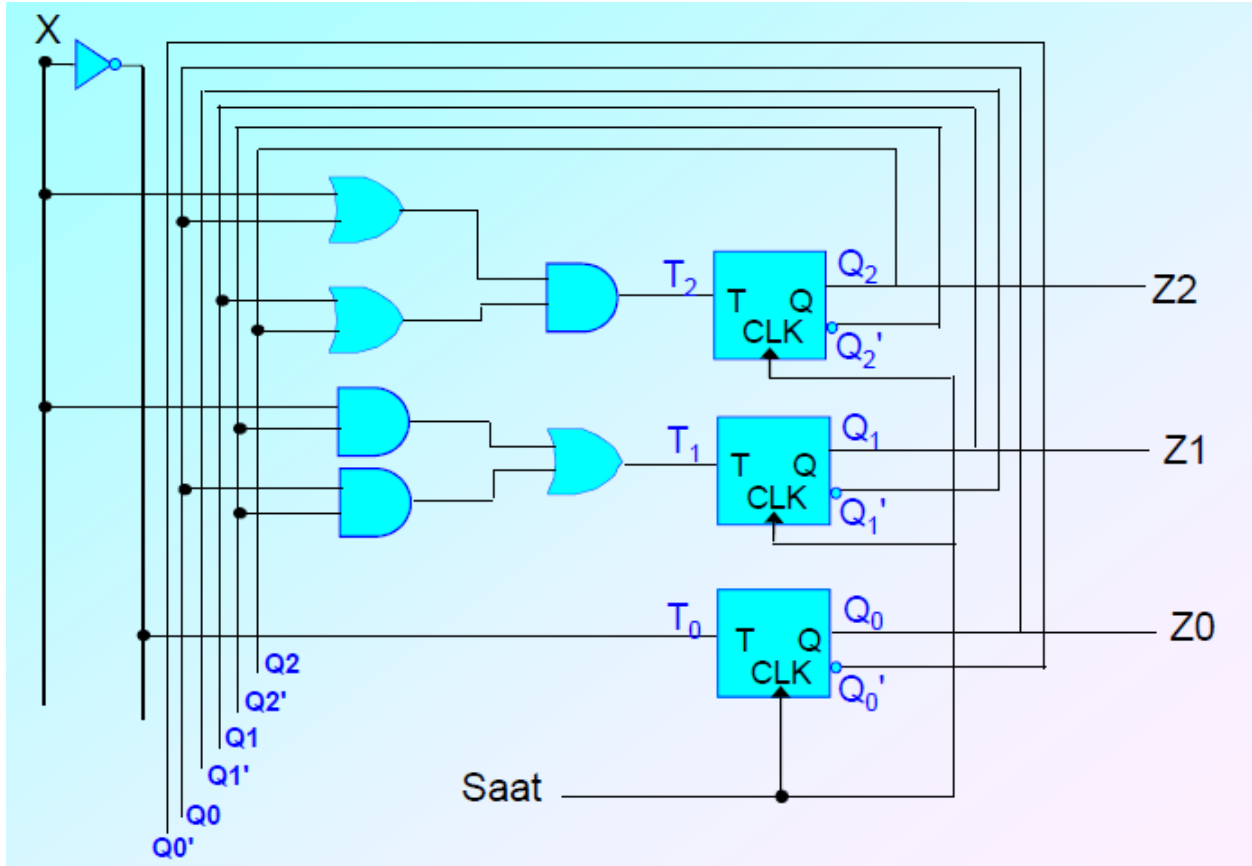 X
T₂
T Q
CLK
Q₂
Q₂'
Z2
T₁
T Q
CLK
Q₁
Q₁'
Z1
T₀
T Q
CLK
Q₀
Q₀'
Z0
Q2
Q2'
Q1
Q1'
Q0
Q0'
Saat